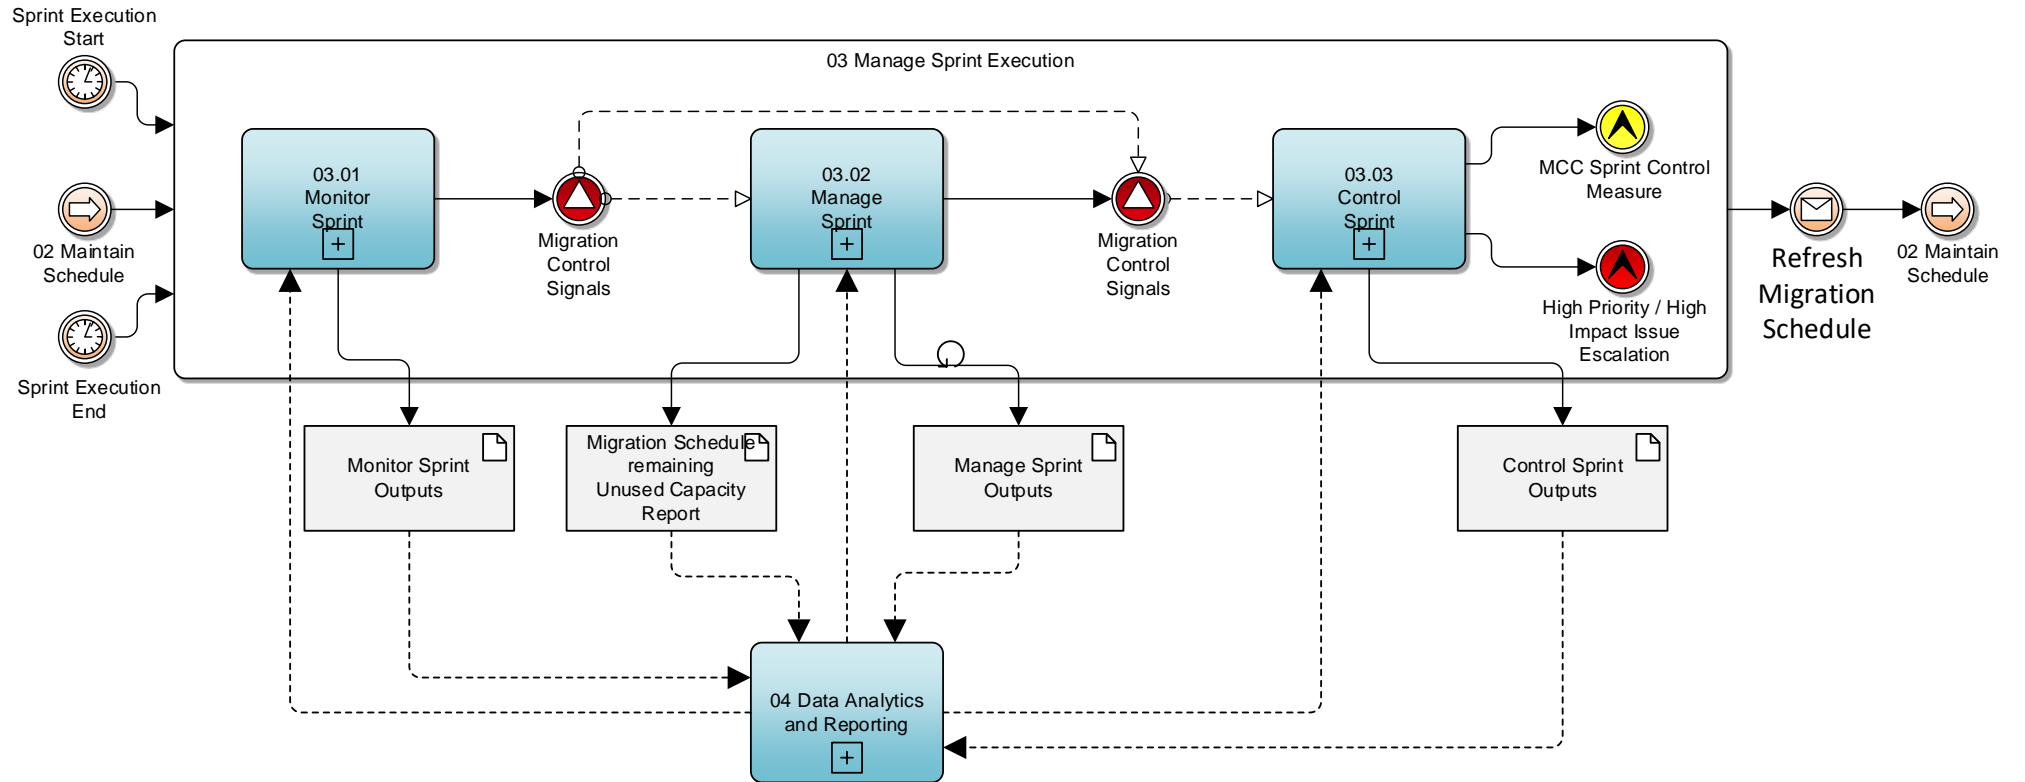 Sprint Execution
Start
03 Manage Sprint Execution
03.01
Monitor
Sprint
Migration
Control
Signals
03.02
Manage
Sprint
Migration
Control
Signals
03.03
Control
Sprint
MCC Sprint Control
Measure
High Priority / High
Impact Issue
Escalation
02 Maintain
Schedule
Sprint Execution
End
Refresh
Migration
Schedule
02 Maintain
Schedule
Monitor Sprint
Outputs
Migration Schedule
remaining
Unused Capacity
Report
Manage Sprint
Outputs
Control Sprint
Outputs
04 Data Analytics
and Reporting